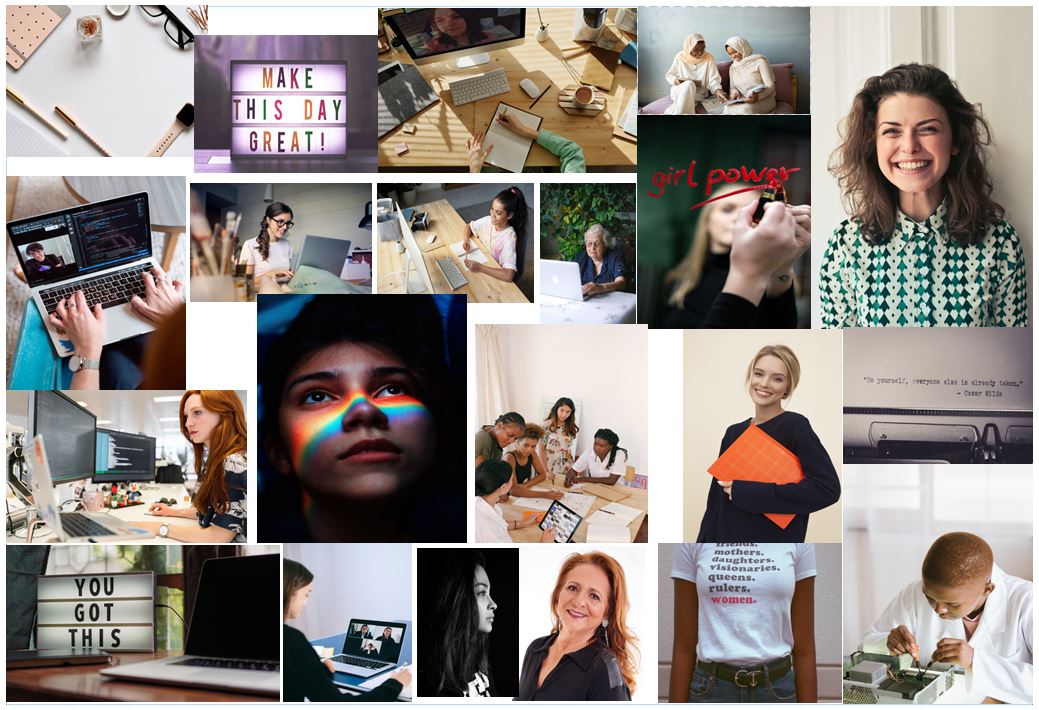 MAKE
THIS DAY
GREAT!
girl power
"Be yourself, everyone else is already taken."
- Oscar Wilde
YOU
GOT
THIS
friends.
mothers.
daughters.
visionaries.
queens.
rulers.
women.